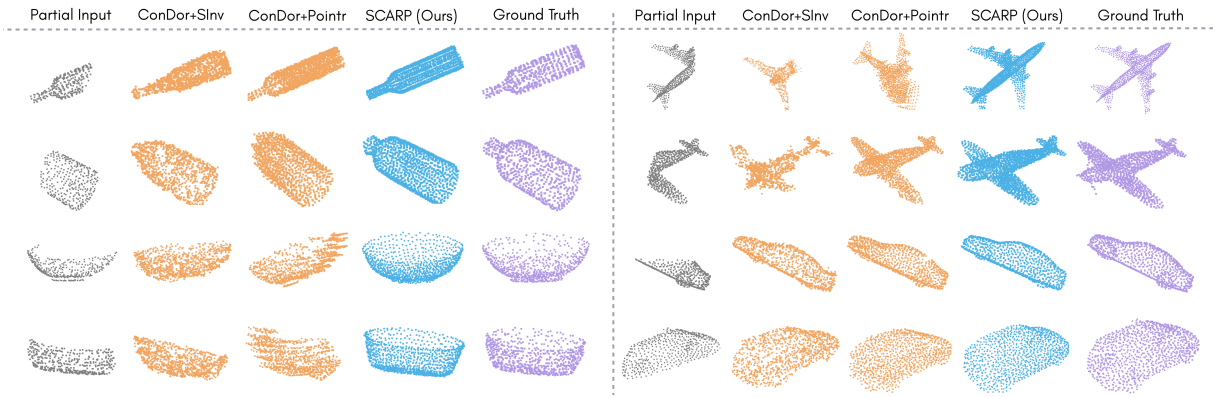 Partial Input ConDor+SInv ConDor+Pointr SCARP (Ours) Ground Truth Partial Input ConDor+SInv ConDor+Pointr SCARP (Ours) Ground Truth